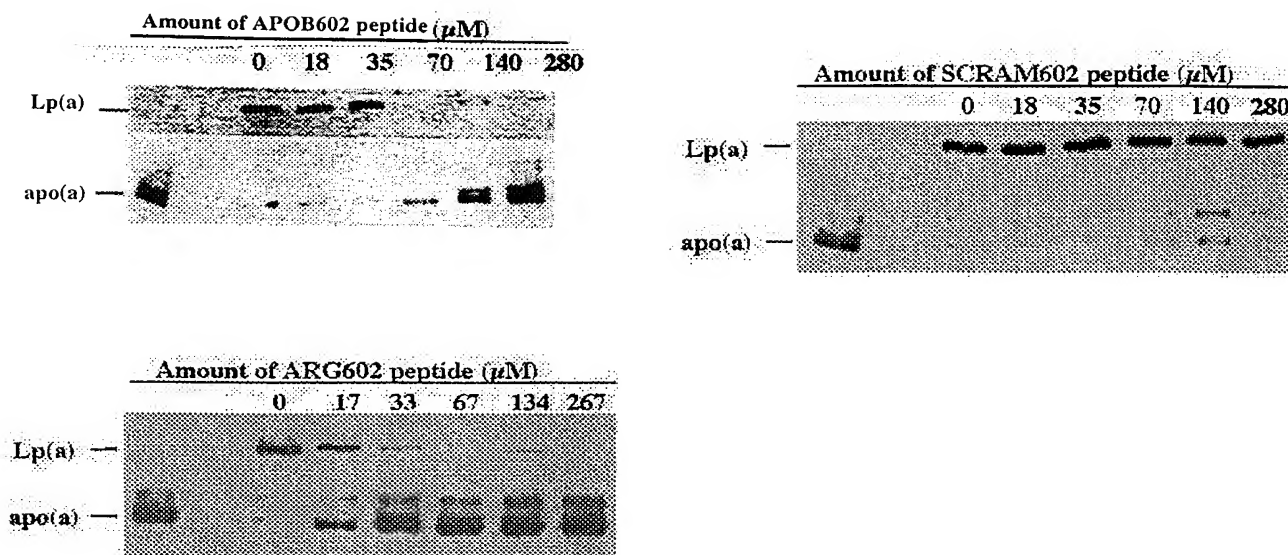 Amount of APOB602 peptide (μM)
0 18 35 70 140 280
Lp(a)
apo(a)
Amount of SCRAM602 peptide (μM)
0 18 35 70 140 280
Lp(a)
apo(a)
Amount of ARG602 peptide (μM)
0 17 33 67 134 267
Lp(a)
apo(a)